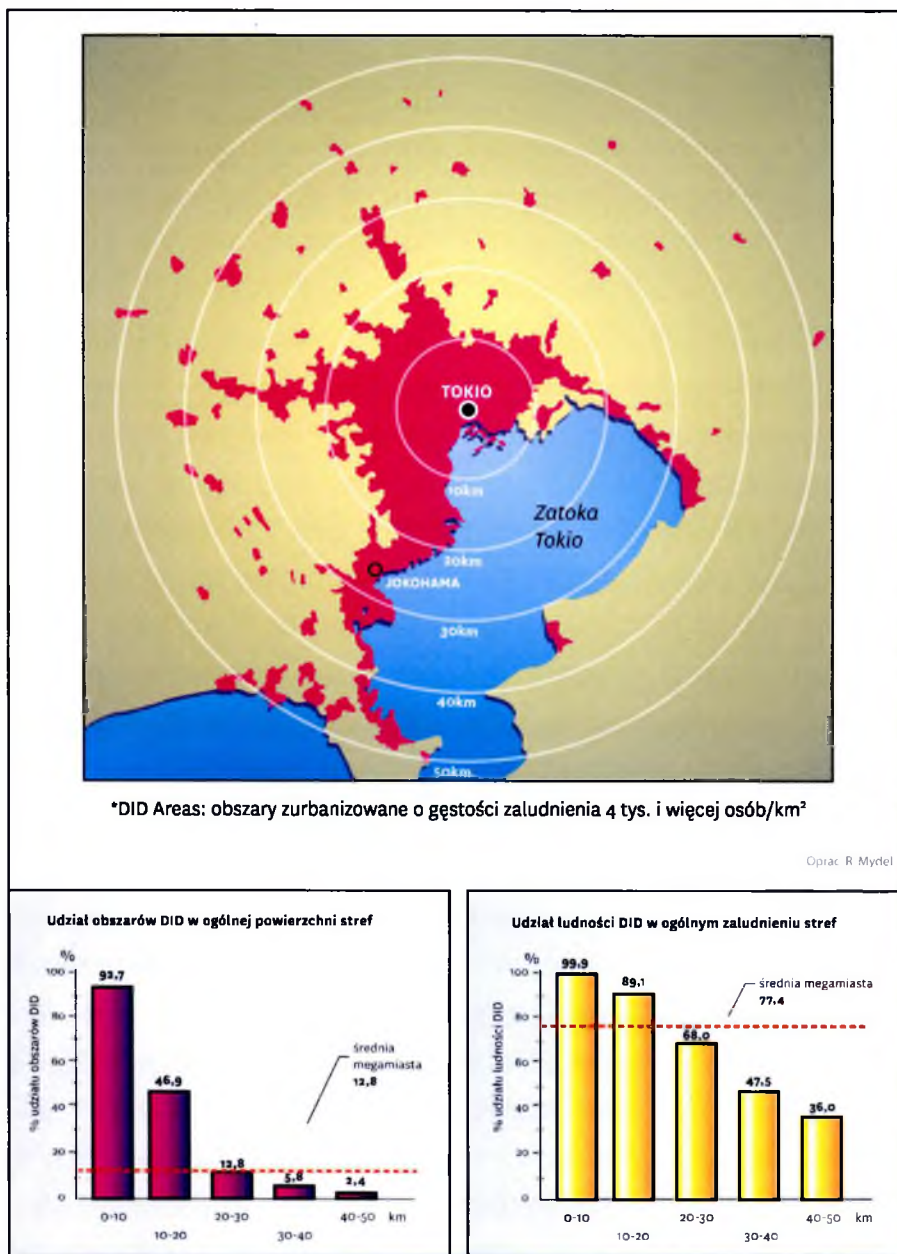 TOKIO
10km
Zatoka
Tokio
20km
JOKOHAMA
30km
40km
50km
*DID Areas: obszary zurbanizowane o gęstości zaludnienia 4 tys. i więcej osób/km²
Oprac R Mydel
Udział obszarów DID w ogólnej powierzchni stref
%
% udziału obszarów DID
100
80
60
40
20
0
92,7
46,9
12,8
5,8
2,4
średnia
megamiasta
12,8
0-10
10-20
20-30
30-40
40-50 km
Udział ludności DID w ogólnym zaludnieniu stref
%
% udziału ludności DID
100
80
60
40
20
0
99,9
89,1
68,0
47,5
36,0
średnia megamiasta
77,4
0-10
10-20
20-30
30-40
40-50 km